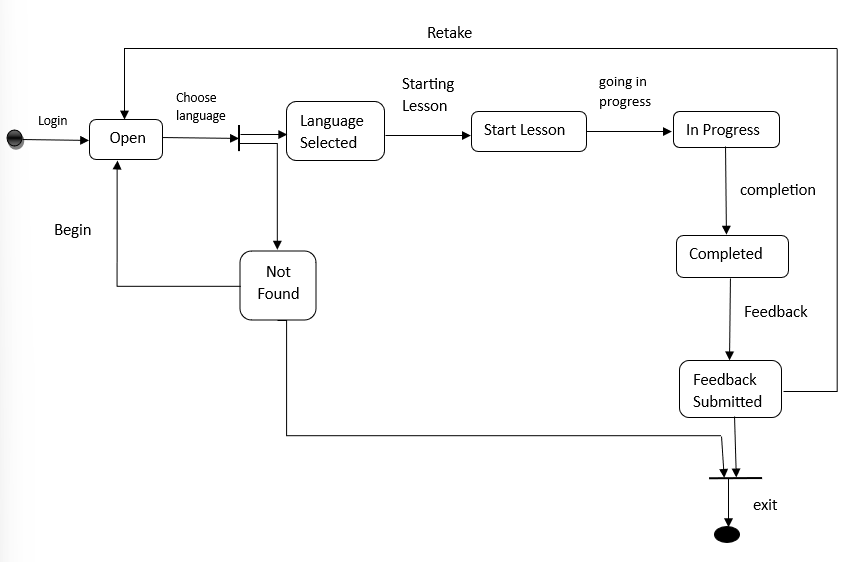 Retake
Login
Open
Choose
language
Language
Selected
Starting
Lesson
Start Lesson
going in
progress
In Progress
completion
Completed
Feedback
Feedback
Submitted
Begin
Not
Found
exit